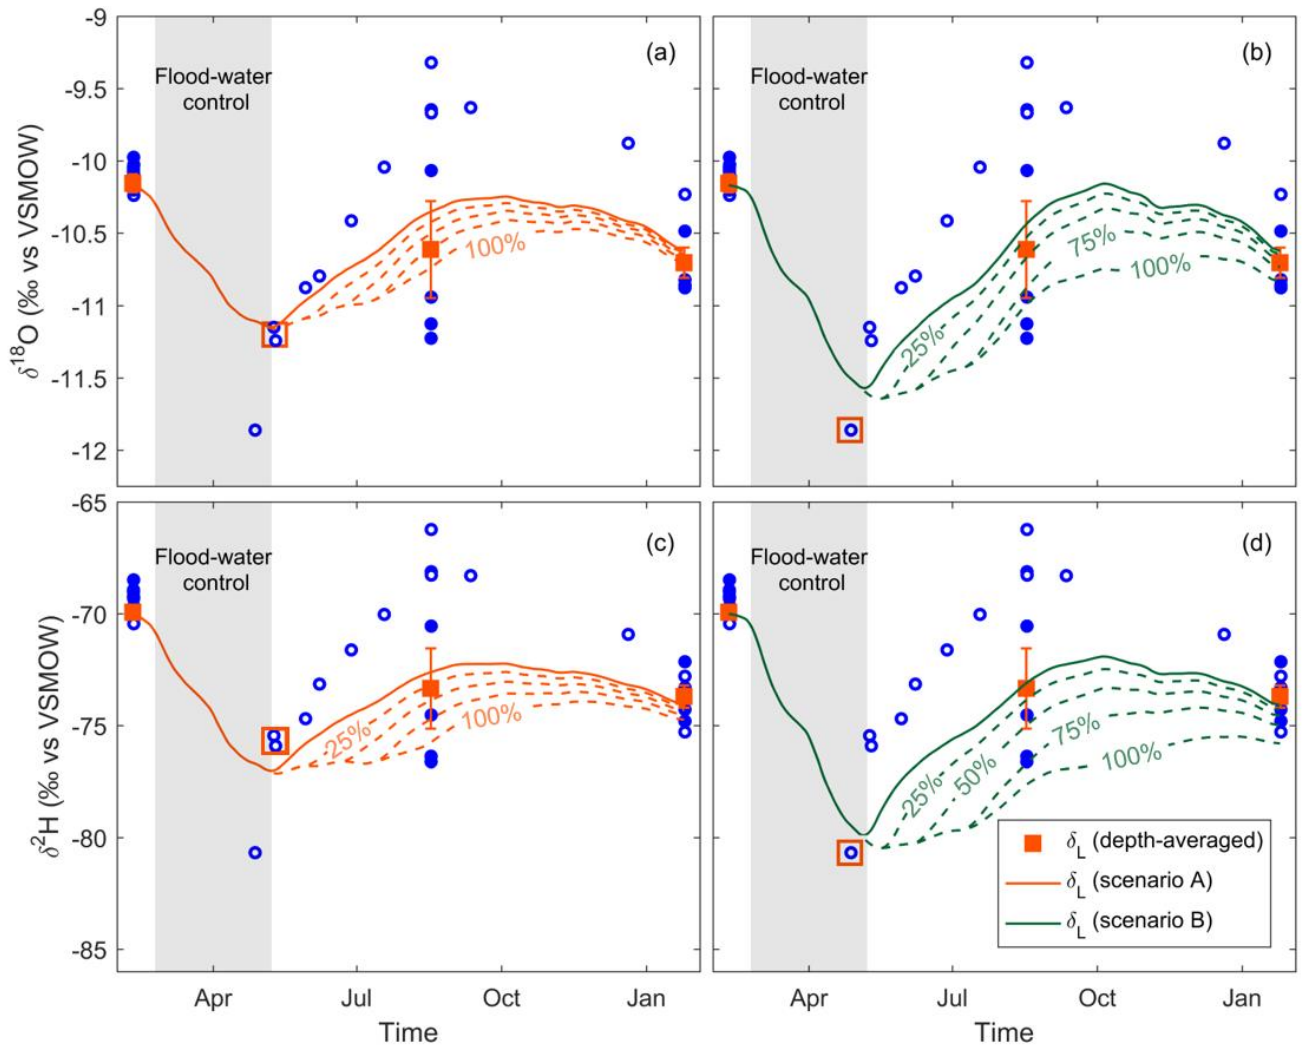 -9
-9.5
-10
-10.5
-11
-11.5
-12
δ18O (‰ vs VSMOW)
Flood-water
control
(a)
100%
Flood-water
control
(b)
25%
75%
100%
-65
-70
-75
-80
-85
δ2H (‰ vs VSMOW)
Flood-water
control
(c)
25%
100%
Apr
Jul
Oct
Jan
Time
Flood-water
control
(d)
25%
50%
75%
100%
δL (depth-averaged)
δL (scenario A)
δL (scenario B)
Apr
Jul
Oct
Jan
Time